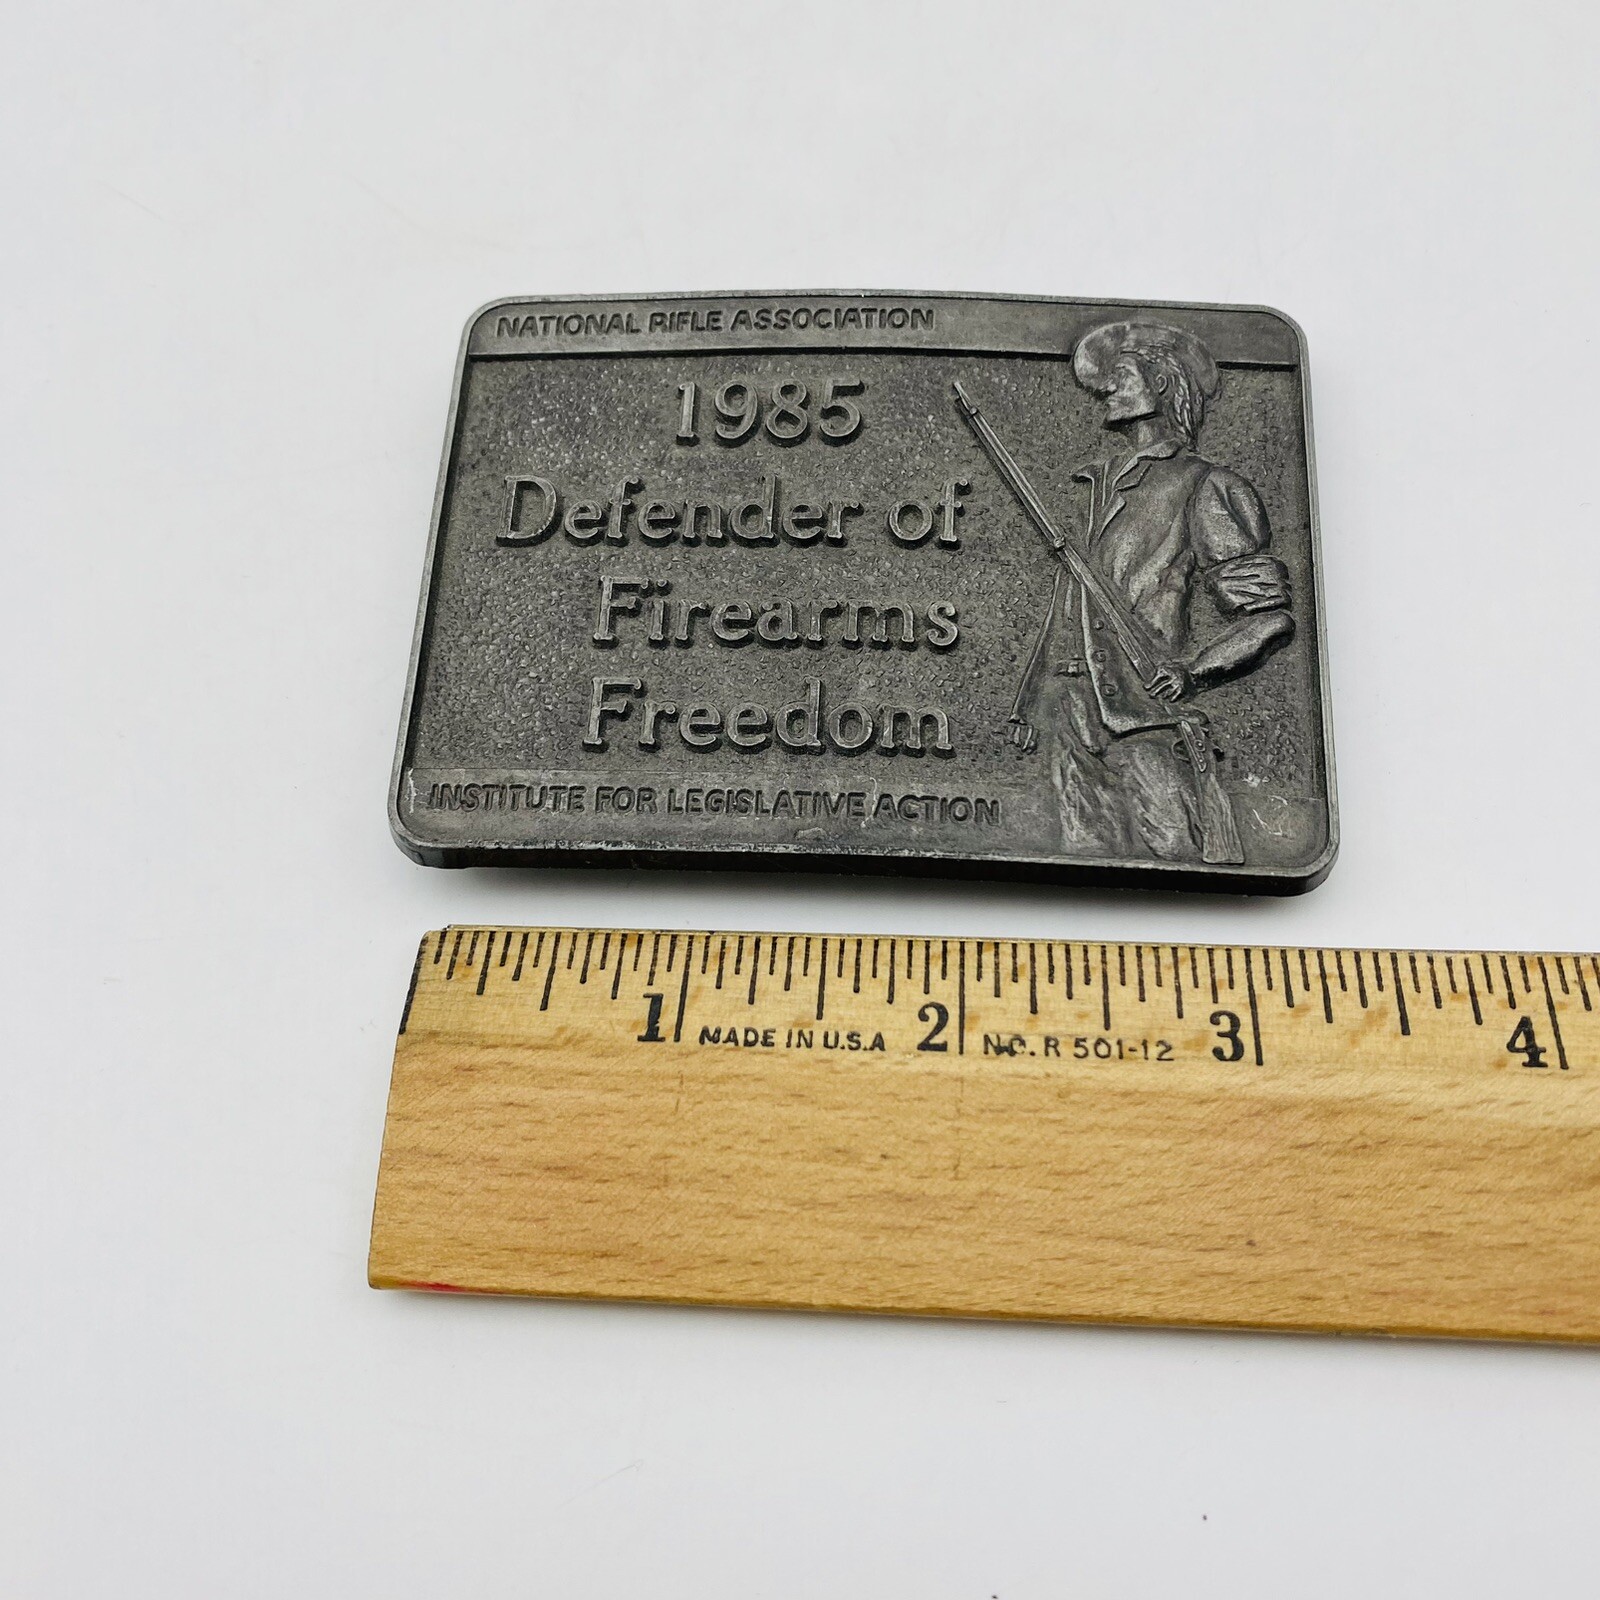 NATIONAL RIFLE ASSOCIATION
1985
Defender of
Firearms
Freedom
INSTITUTE FOR LEGISLATIVE ACTION
1 MADE IN U.S.A 2 NO. R 501-12 3 4